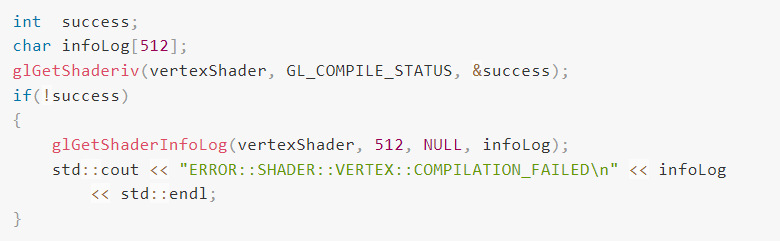 int  success;
char infoLog[512];
glGetShaderiv(vertexShader, GL_COMPILE_STATUS, &success);
if(!success)
{
    glGetShaderInfoLog(vertexShader, 512, NULL, infoLog);
    std::cout << "ERROR::SHADER::VERTEX::COMPILATION_FAILED\n" << infoLog
        << std::endl;
}